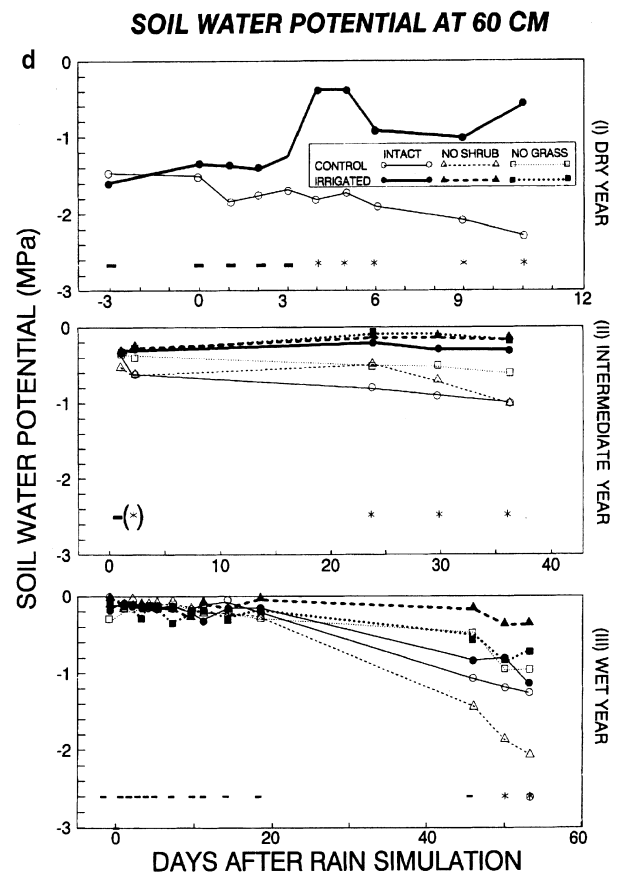 SOIL WATER POTENTIAL AT 60 CM
d
SOIL WATER POTENTIAL (MPa)
0
-1
-2
-3
-3 0 3 6 9 12
INTACT NO SHRUB NO GRASS
CONTROL
IRRIGATED
(I) DRY YEAR
0
-1
-2
-3
0 10 20 30 40
(II) INTERMEDIATE YEAR
0
-1
-2
-3
0 20 40 60
(III) WET YEAR
DAYS AFTER RAIN SIMULATION